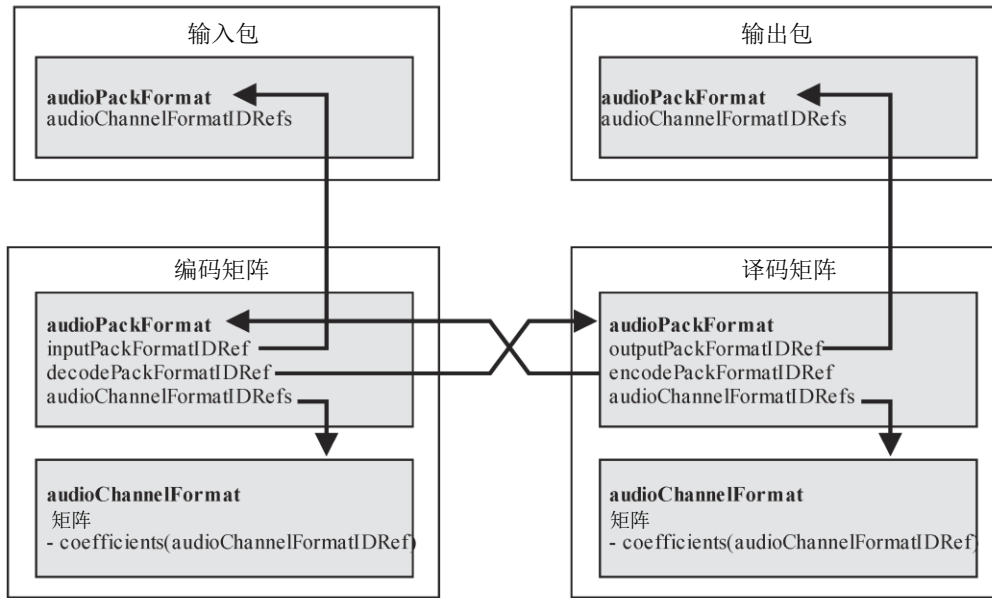 输入包
audioPackFormat
audioChannelFormatIDRefs
输出包
audioPackFormat
audioChannelFormatIDRefs
编码矩阵
audioPackFormat
inputPackFormatIDRef
decodePackFormatIDRef
audioChannelFormatIDRefs
audioChannelFormat
矩阵
- coefficients(audioChannelFormatIDRef)
译码矩阵
audioPackFormat
outputPackFormatIDRef
encodePackFormatIDRef
audioChannelFormatIDRefs
audioChannelFormat
矩阵
- coefficients(audioChannelFormatIDRef)